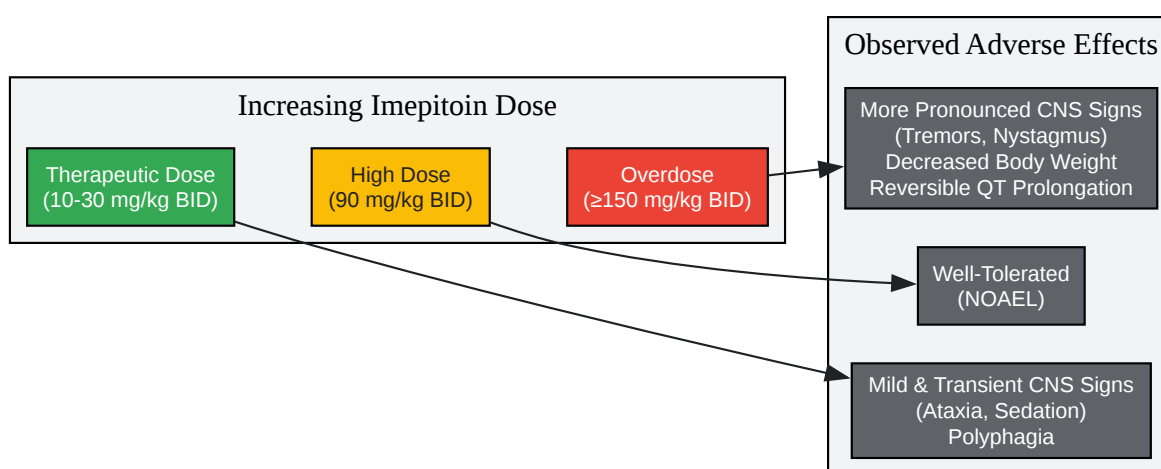 Increasing Imepitoin Dose
Therapeutic Dose
(10-30 mg/kg BID)
High Dose
(90 mg/kg BID)
Overdose
(≥150 mg/kg BID)
Observed Adverse Effects
More Pronounced CNS Signs
(Tremors, Nystagmus)
Decreased Body Weight
Reversible QT Prolongation
Well-Tolerated
(NOAEL)
Mild & Transient CNS Signs
(Ataxia, Sedation)
Polyphagia